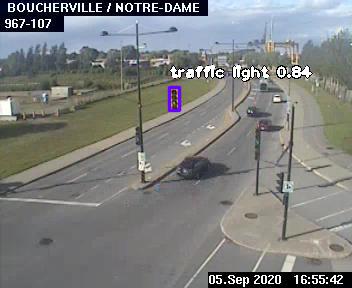 BOUCHERVILLE / NOTRE-DAME
967-107
traffic light 0.84
05.Sep 2020 16:55:42